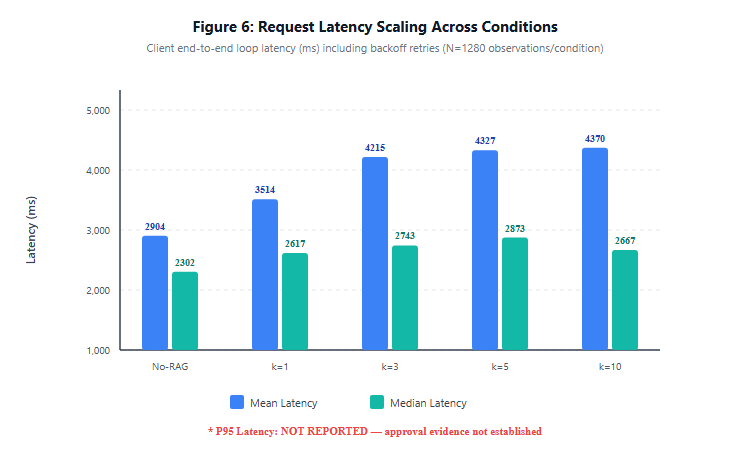 Figure 6: Request Latency Scaling Across Conditions
Client end-to-end loop latency (ms) including backoff retries (N=1280 observations/condition)
Latency (ms)
5,000
4,000
3,000
2,000
1,000
2904
2302
3514
2617
4215
2743
4327
2873
4370
2667
No-RAG
k=1
k=3
k=5
k=10
Mean Latency
Median Latency
* P95 Latency: NOT REPORTED — approval evidence not established